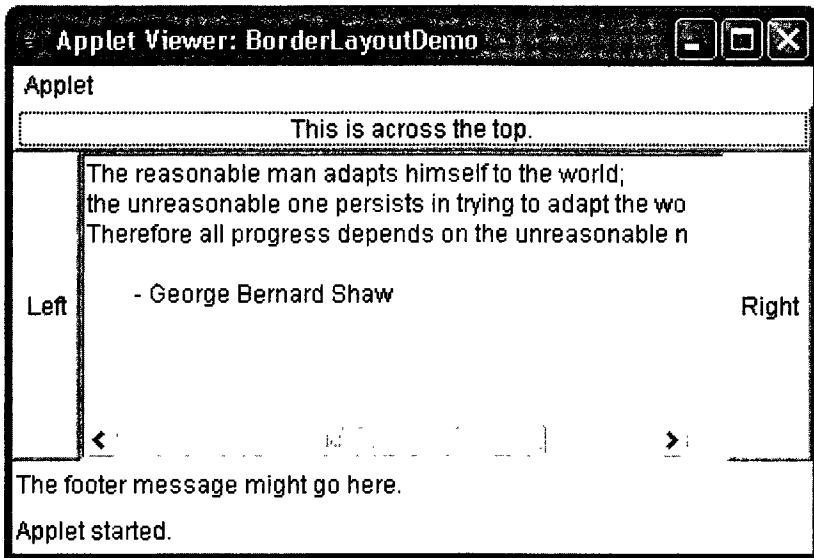 Applet Viewer: BorderLayoutDemo
Applet
This is across the top.
The reasonable man adapts himself to the world;
the unreasonable one persists in trying to adapt the wo
Therefore all progress depends on the unreasonable n
- George Bernard Shaw
Left
Right
The footer message might go here.
Applet started.